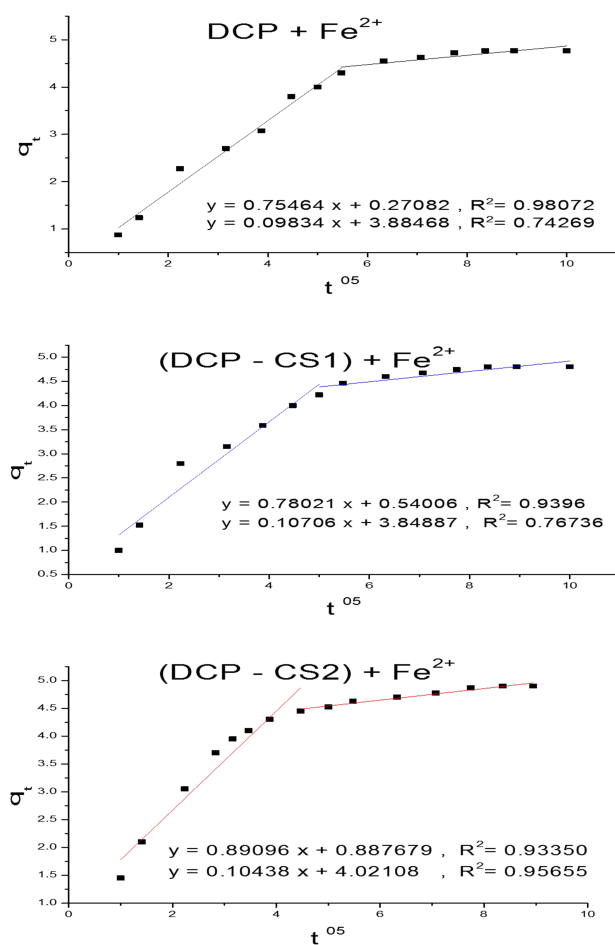 DCP + Fe²⁺
5
4
3
2
1
qₜ
y = 0.75464 x + 0.27082 , R²= 0.98072
y = 0.09834 x + 3.88468 , R²= 0.74269
0 2 4 6 8 10
t ⁰⁵
(DCP - CS1) + Fe²⁺
5.0
4.5
4.0
3.5
3.0
2.5
2.0
1.5
1.0
0.5
qₜ
y = 0.78021 x + 0.54006 , R²= 0.9396
y = 0.10706 x + 3.84887 , R²= 0.76736
0 2 4 6 8 10
t ⁰⁵
(DCP - CS2) + Fe²⁺
5.0
4.5
4.0
3.5
3.0
2.5
2.0
1.5
1.0
qₜ
y = 0.89096 x + 0.887679 , R²= 0.93350
y = 0.10438 x + 4.02108 , R²= 0.95655
0 2 4 6 8 10
t ⁰⁵